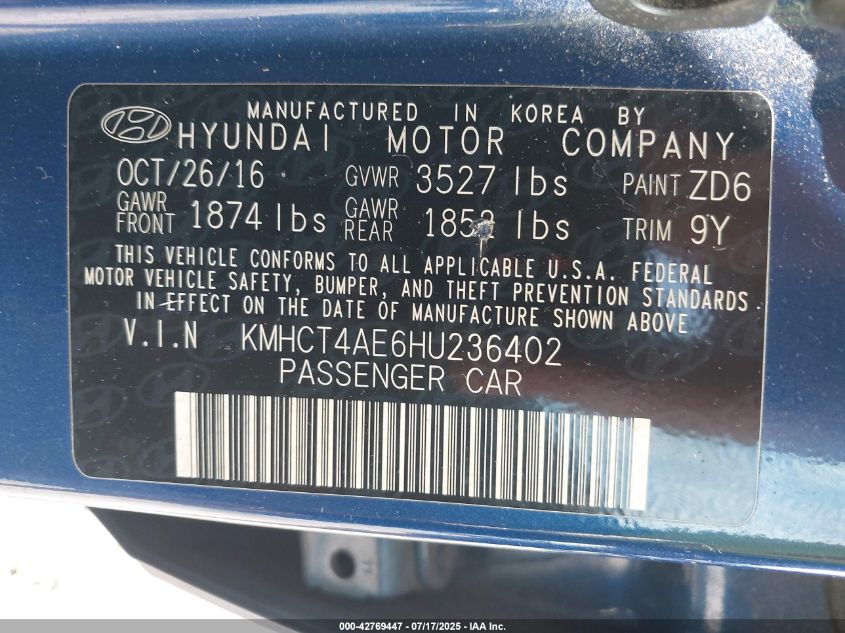 MANUFACTURED IN KOREA BY
HYUNDAI MOTOR COMPANY
OCT/26/16 GVWR 3527 lbs PAINT ZD6
GAWR FRONT 1874 lbs GAWR REAR lbs TRIM 9Y
THIS VEHICLE CONFORMS TO ALL APPLICABLE U.S.A. FEDERAL
MOTOR VEHICLE SAFETY, BUMPER, AND THEFT PREVENTION STANDARDS
IN EFFECT ON THE DATE OF MANUFACTURE SHOWN ABOVE
V.I.N KMHCT4AE6HU236402
PASSENGER CAR
000-42769447 - 07/17/2025 - IAA Inc.